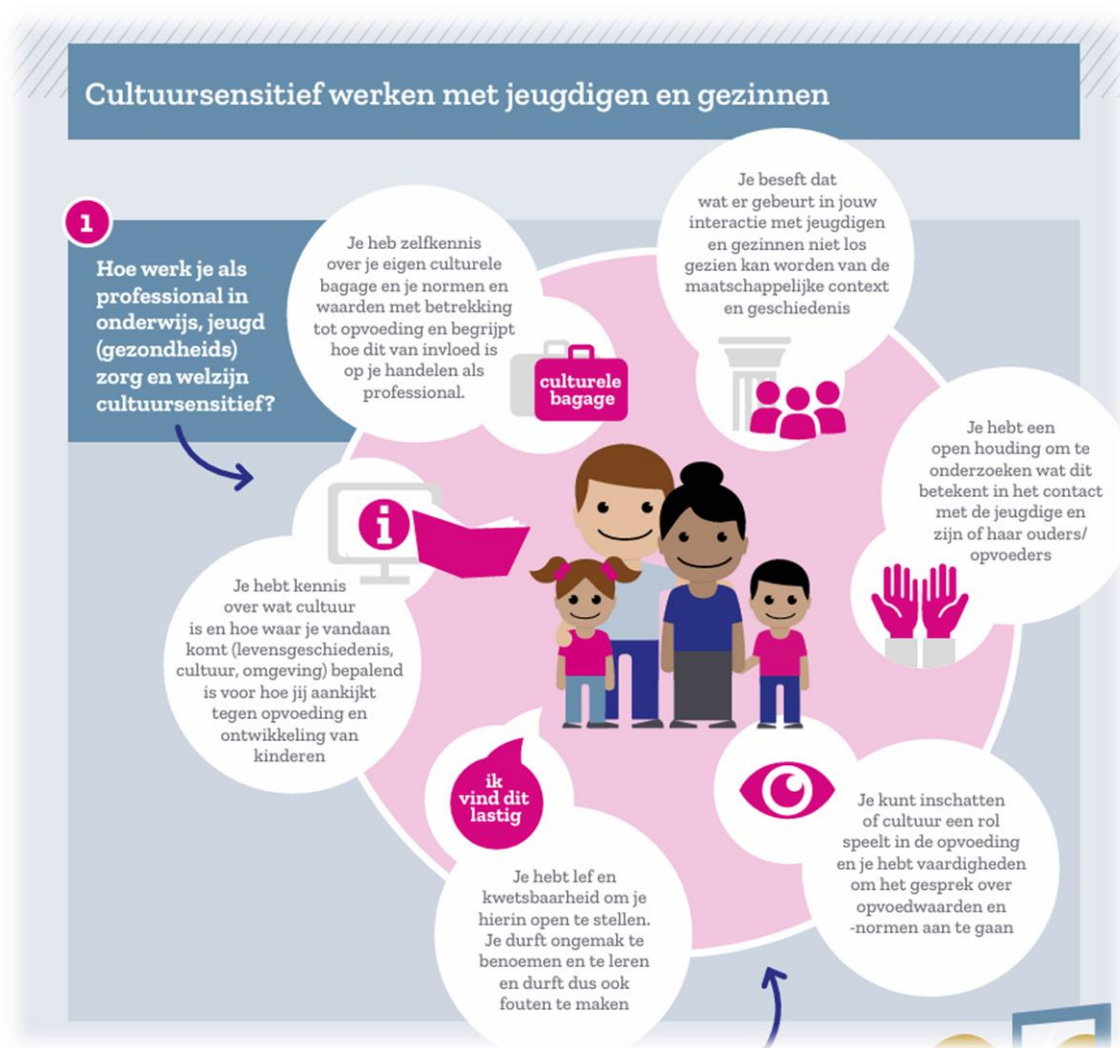 Cultuursensitief werken met jeugdigen en gezinnen
1
Hoe werk je als
professional in
onderwijs, jeugd
(gezondheids)
zorg en welzijn
cultuursensitief?
Je heb zelfkennis
over je eigen culturele
bagage en je normen en
waarden met betrekking
tot opvoeding en begrijpt
hoe dit van invloed is
op je handelen als
professional.
culturele
bagage
Je beseft dat
wat er gebeurt in jouw
interactie met jeugdigen
en gezinnen niet los
gezien kan worden van de
maatschappelijke context
en geschiedenis
Je hebt een
open houding om te
onderzoeken wat dit
betekent in het contact
met de jeugdige en
zijn of haar ouders/
opvoeders
i
Je hebt kennis
over wat cultuur
is en hoe waar je vandaan
komt (levensgeschiedenis,
cultuur, omgeving) bepalend
is voor hoe jij aankijkt
tegen opvoeding en
ontwikkeling van
kinderen
ik
vind dit
lastig
Je hebt lef en
kwetsbaarheid om je
hierin open te stellen.
Je durft ongemak te
benoemen en te leren
en durft dus ook
fouten te maken
Je kunt inschatten
of cultuur een rol
speelt in de opvoeding
en je hebt vaardigheden
om het gesprek over
opvoedwaarden en
-normen aan te gaan